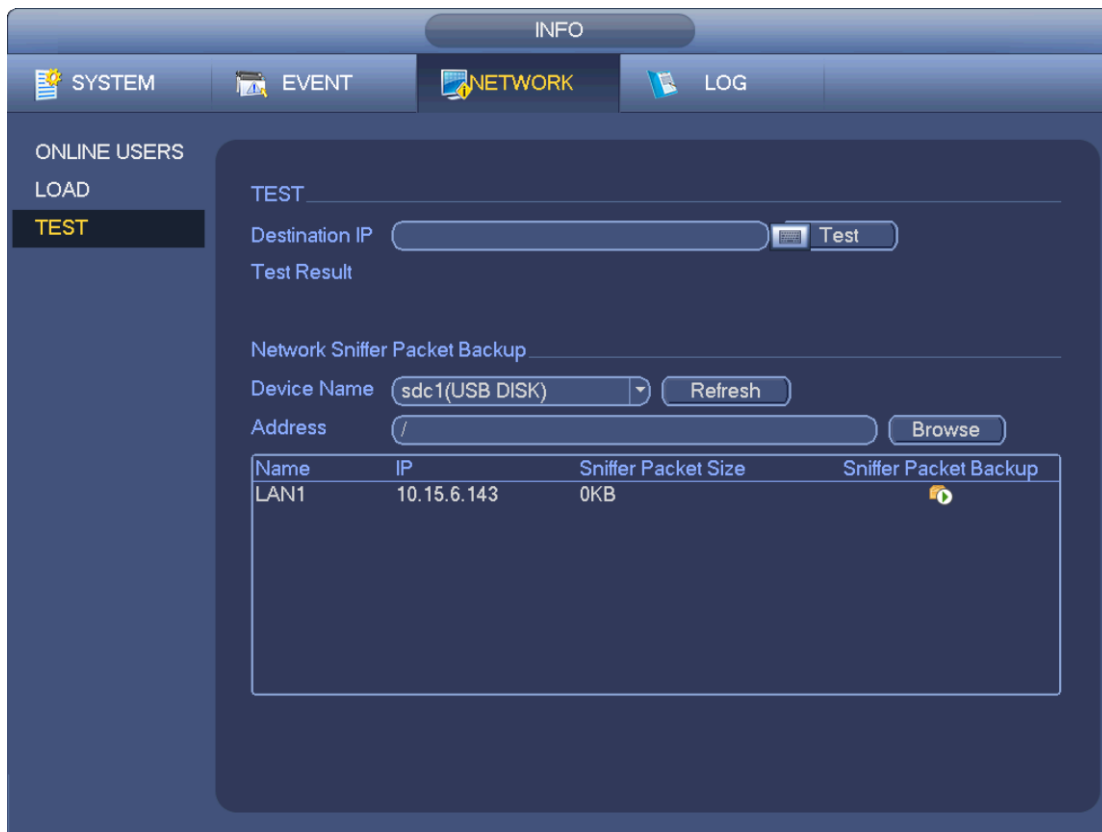 INFO
SYSTEM EVENT NETWORK LOG
ONLINE USERS
LOAD
TEST
TEST
Destination IP Test
Test Result
Network Sniffer Packet Backup
Device Name sdc1(USB DISK) Refresh
Address / Browse
Name IP Sniffer Packet Size Sniffer Packet Backup
LAN1 10.15.6.143 0KB